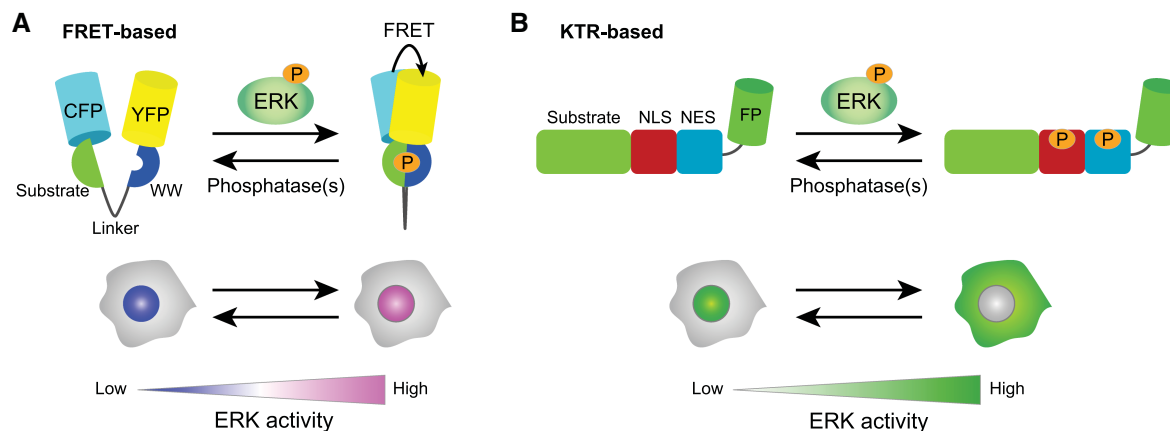 A FRET-based
FRET
CFP
YFP
P
ERK
P
Substrate
WW
Linker
Phosphatase(s)
Low
High
ERK activity
B KTR-based
Substrate NLS NES
FP
P
ERK
P P
Phosphatase(s)
Low
High
ERK activity